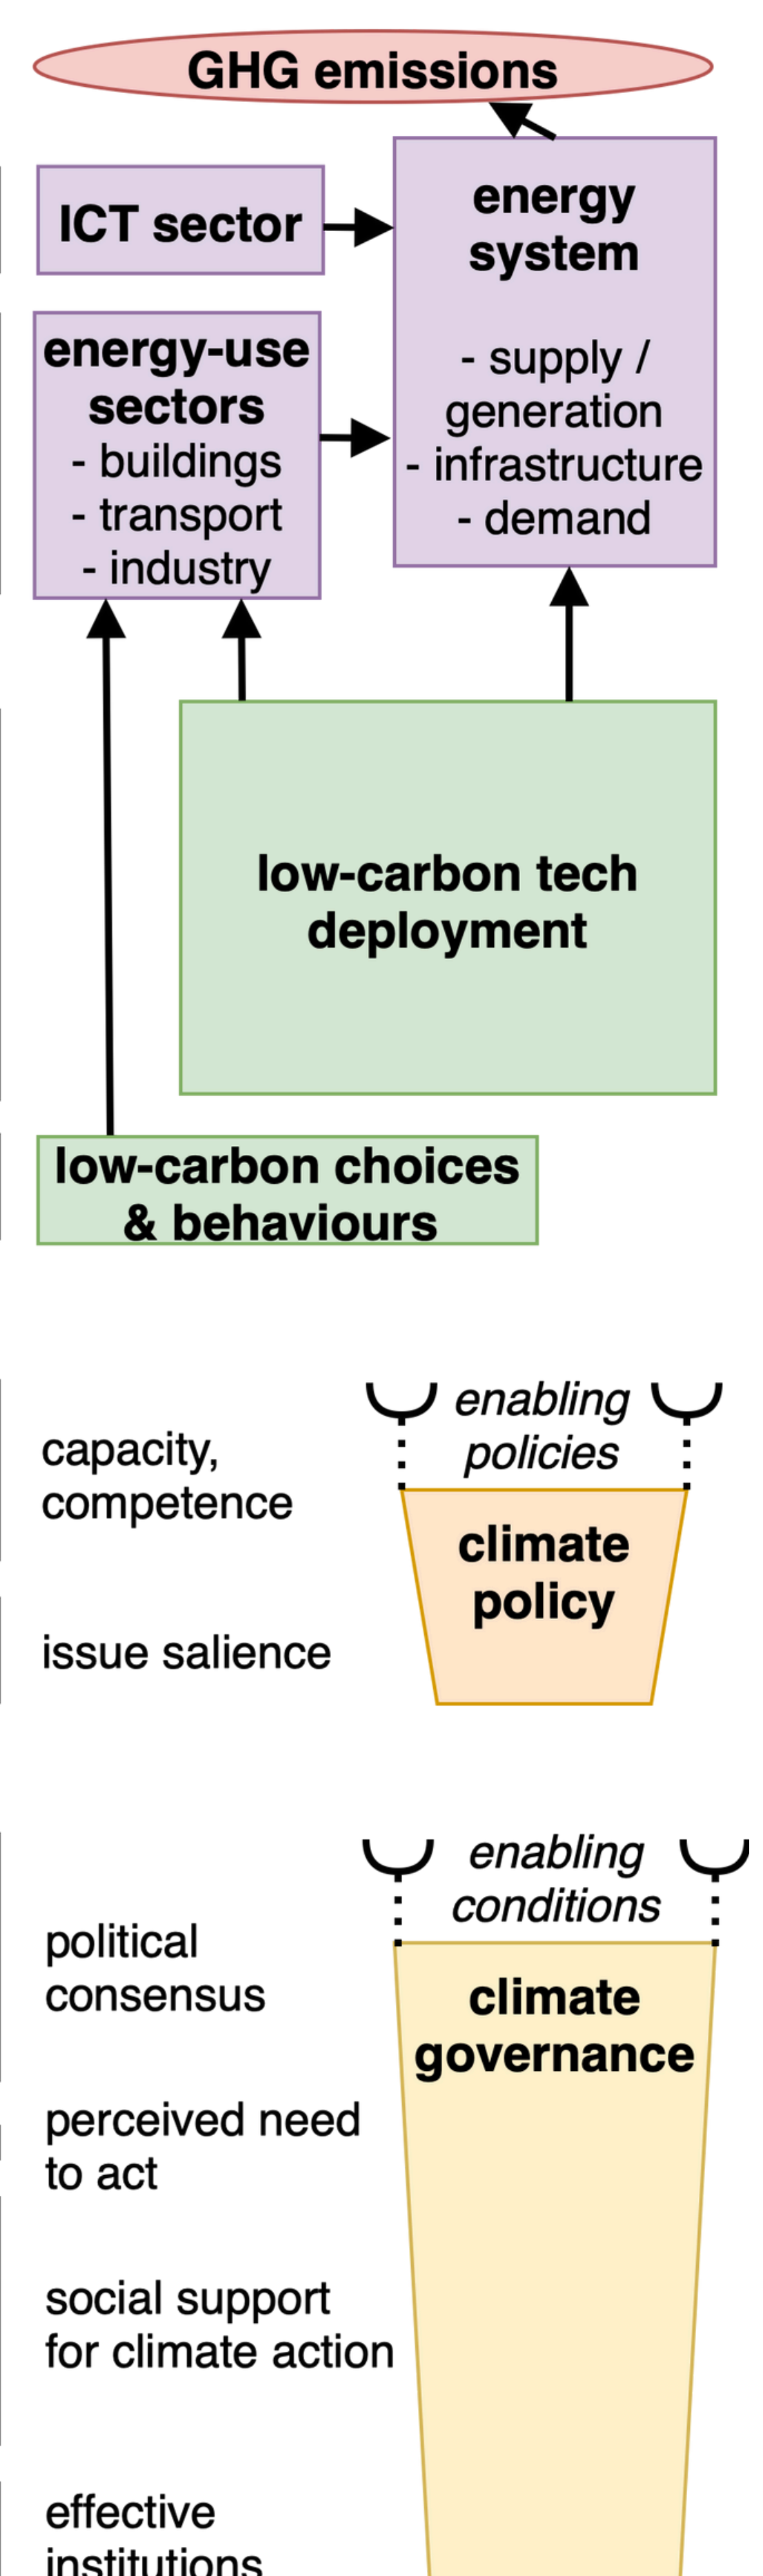 GHG emissions
ICT sector
energy
system
- supply /
generation
- infrastructure
- demand
energy-use
sectors
- buildings
- transport
- industry
low-carbon tech
deployment
low-carbon choices
& behaviours
enabling
policies
capacity,
competence
climate
policy
issue salience
enabling
conditions
political
consensus
climate
governance
perceived need
to act
social support
for climate action
effective
institutions